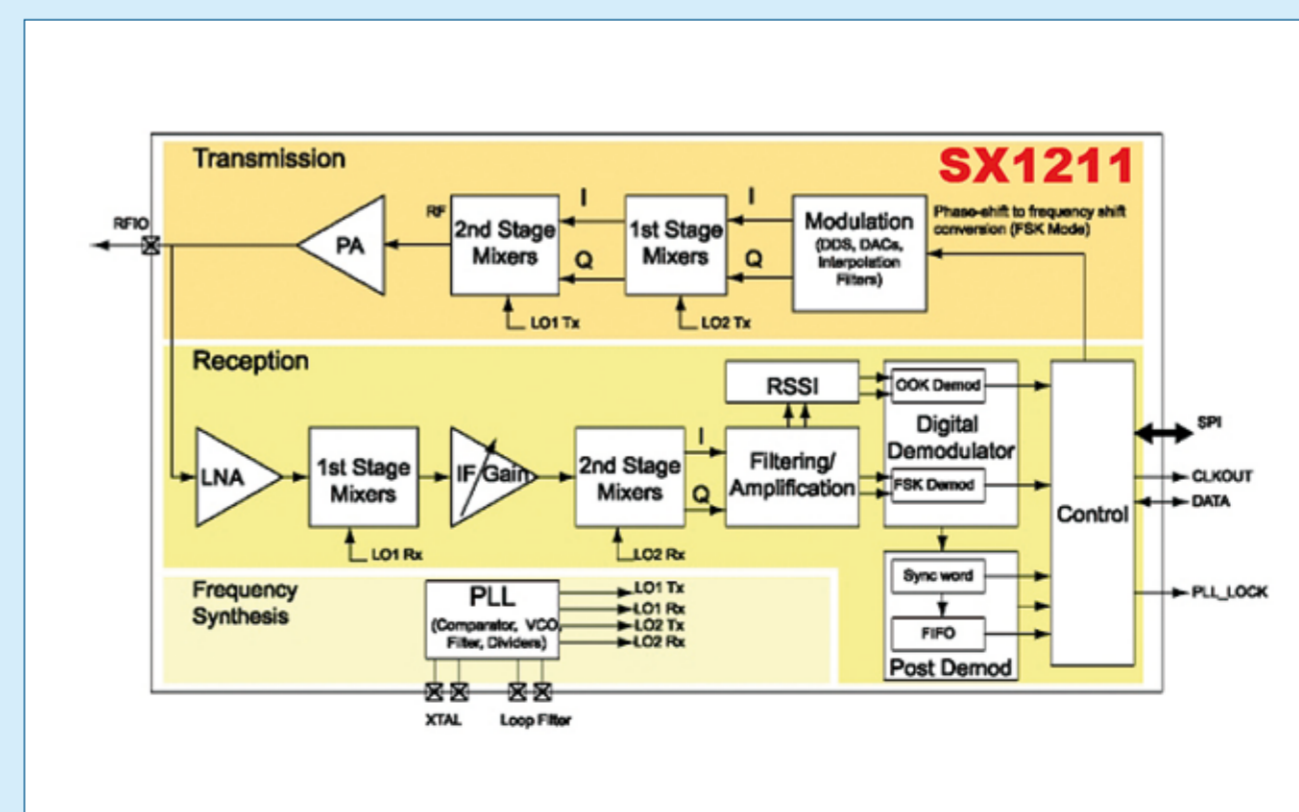 Transmission
SX1211
RFIO
PA
RF
2nd Stage
Mixers
I
Q
1st Stage
Mixers
I
Q
Modulation
(DDS, DACs,
Interpolation
Filters)
Phase-shift to frequency shift
conversion (FSK Mode)
LO1 Tx
LO2 Tx
Reception
LNA
1st Stage
Mixers
IF Gain
2nd Stage
Mixers
I
Q
Filtering/
Amplification
RSSI
OOK Demod
Digital
Demodulator
FSK Demod
Control
SPI
CLKOUT
DATA
PLL_LOCK
LO1 Rx
LO2 Rx
Sync word
FIFO
Post Demod
Frequency
Synthesis
PLL
(Comparator, VCO,
Filter, Dividers)
LO1 Tx
LO1 Rx
LO2 Tx
LO2 Rx
XTAL
Loop Filter